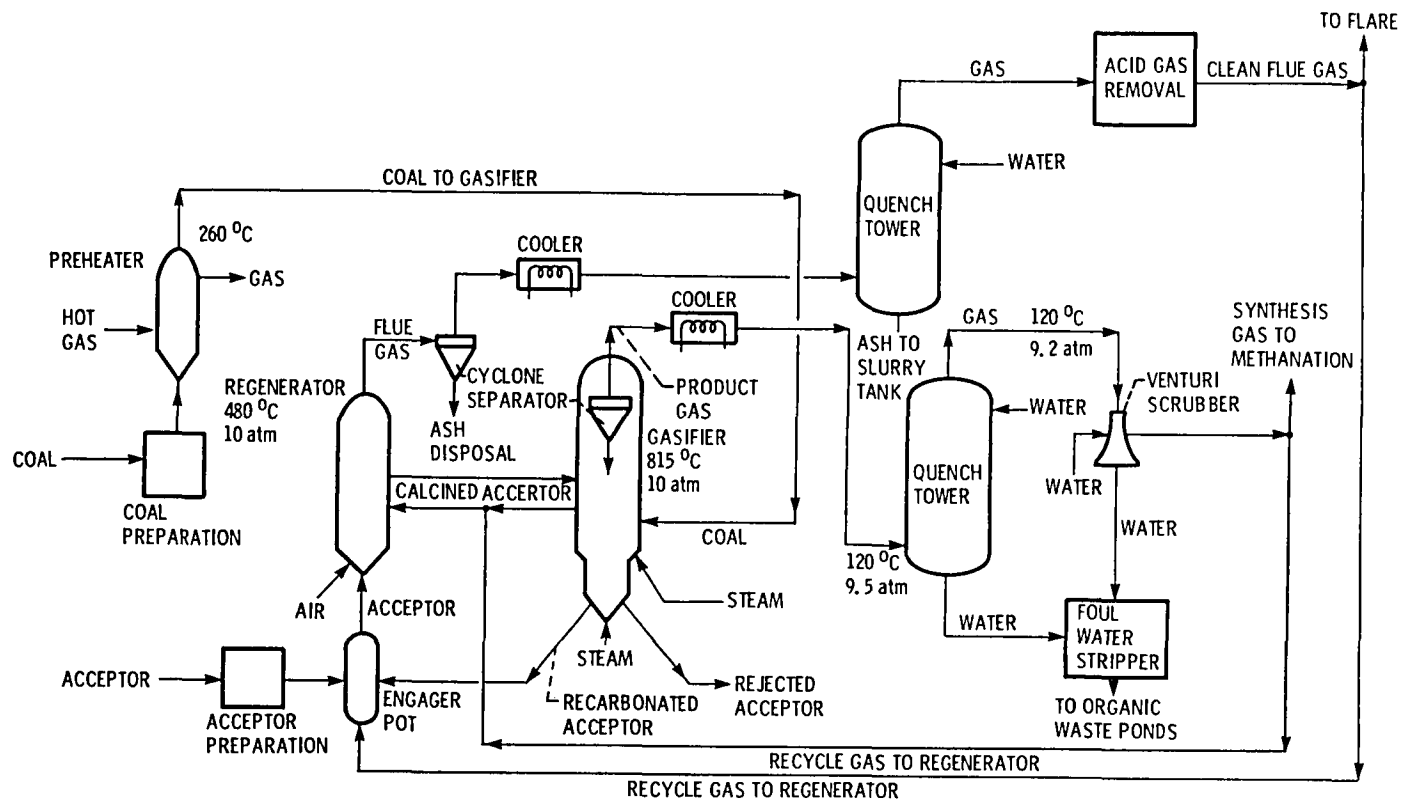 TO FLARE
GAS
ACID GAS
REMOVAL
CLEAN FLUE GAS
WATER
QUENCH
TOWER
ASH TO
SLURRY
TANK
COAL TO GASIFIER
260 °C
PREHEATER
GAS
HOT
GAS
COAL
COAL
PREPARATION
COOLER
COOLER
FLUE
GAS
CYCLONE
SEPARATOR
ASH
DISPOSAL
REGENERATOR
480 °C
10 atm
PRODUCT
GAS
GASIFIER
815 °C
10 atm
CALCINED ACCERTOR
COAL
STEAM
STEAM
AIR
ACCEPTOR
ACCEPTOR
ACCEPTOR
PREPARATION
ENGAGER
POT
RECARBONATED
ACCEPTOR
REJECTED
ACCEPTOR
GAS
120 °C
9.2 atm
SYNTHESIS
GAS TO
METHANATION
VENTURI
SCRUBBER
WATER
QUENCH
TOWER
WATER
WATER
120 °C
9.5 atm
WATER
FOUL
WATER
STRIPPER
TO ORGANIC
WASTE PONDS
RECYCLE GAS TO REGENERATOR
RECYCLE GAS TO REGENERATOR